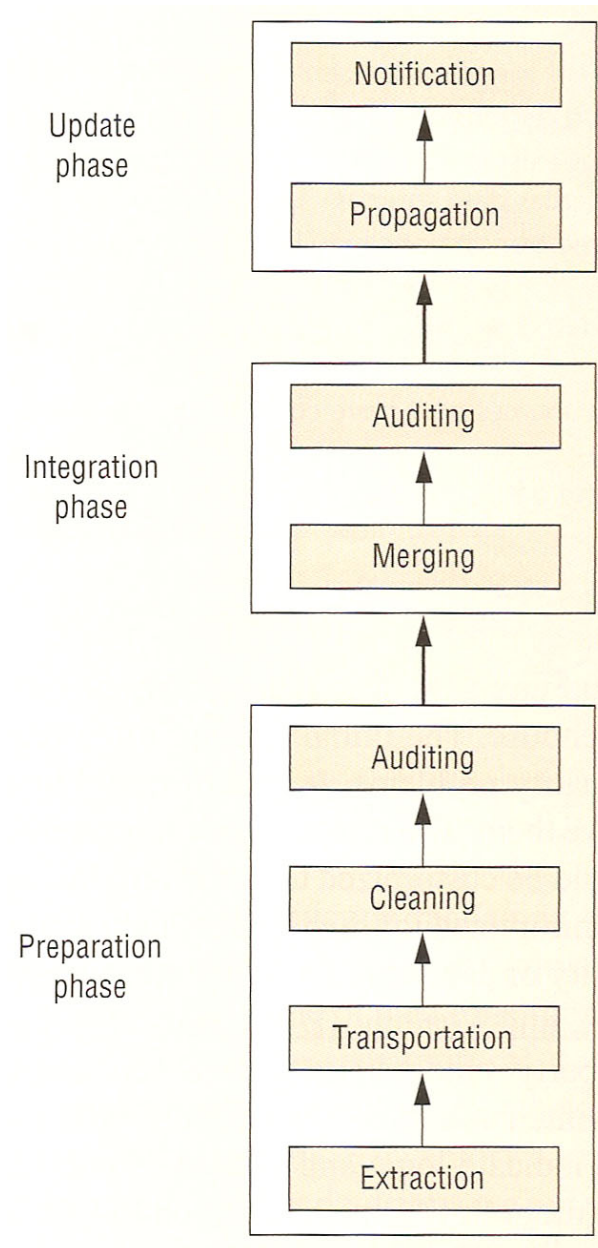 Notification
Update
phase
Propagation
Auditing
Integration
phase
Merging
Auditing
Cleaning
Preparation
phase
Transportation
Extraction